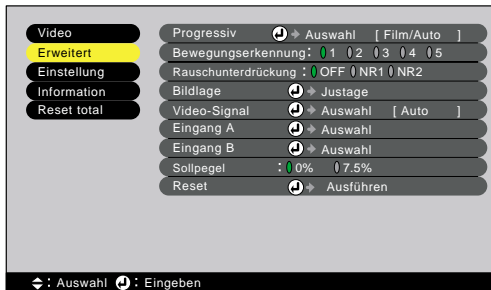 Video
Erweitert
Einstellung
Information
Reset total
Progressiv Auswahl [ Film/Auto ]
Bewegungserkennung: 1 2 3 4 5
Rauschunterdrückung : OFF NR1 NR2
Bildlage Justage
Video-Signal Auswahl [ Auto ]
Eingang A Auswahl
Eingang B Auswahl
Sollpegel : 0% 7.5%
Reset Ausführen
: Auswahl : Eingeben